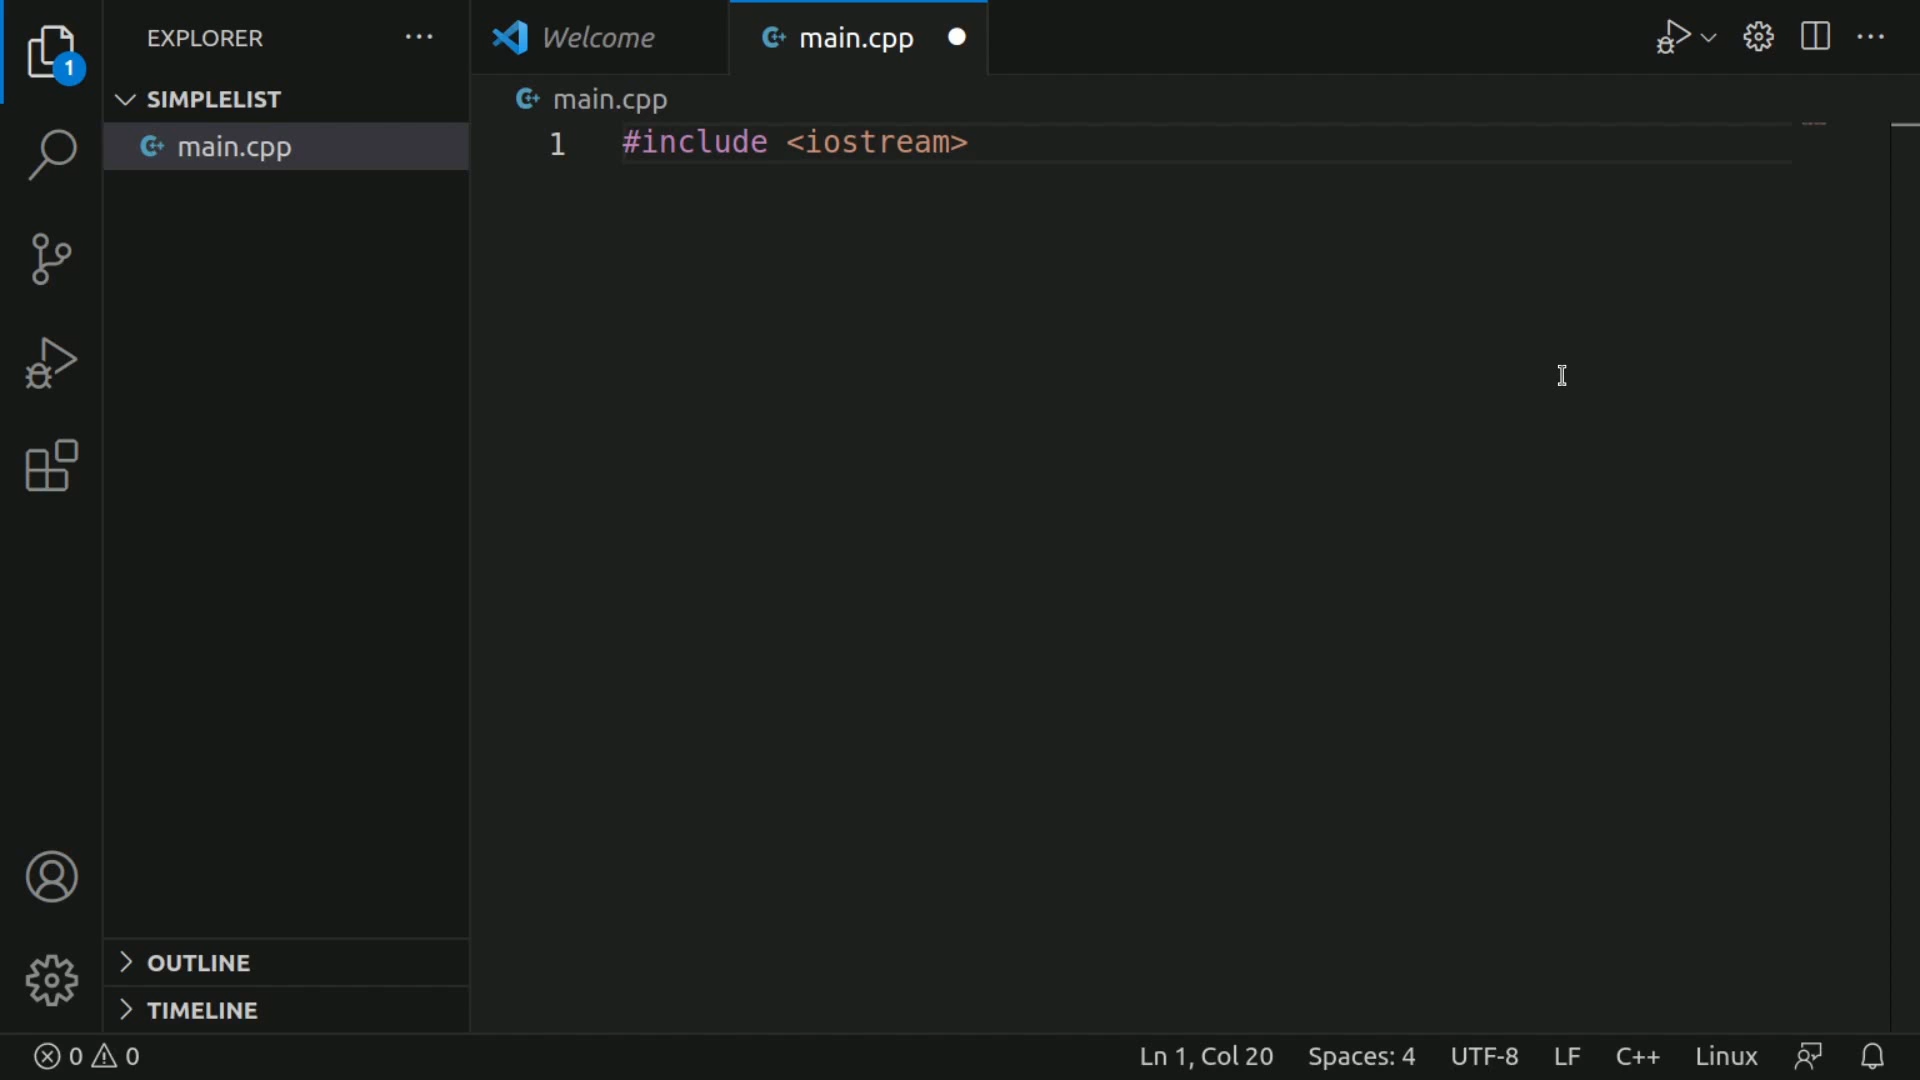 EXPLORER
Welcome
main.cpp
1
SIMPLELIST
main.cpp
main.cpp
1 #include <iostream>
OUTLINE
TIMELINE
0 0
Ln 1, Col 20
Spaces: 4
UTF-8
LF
C++
Linux